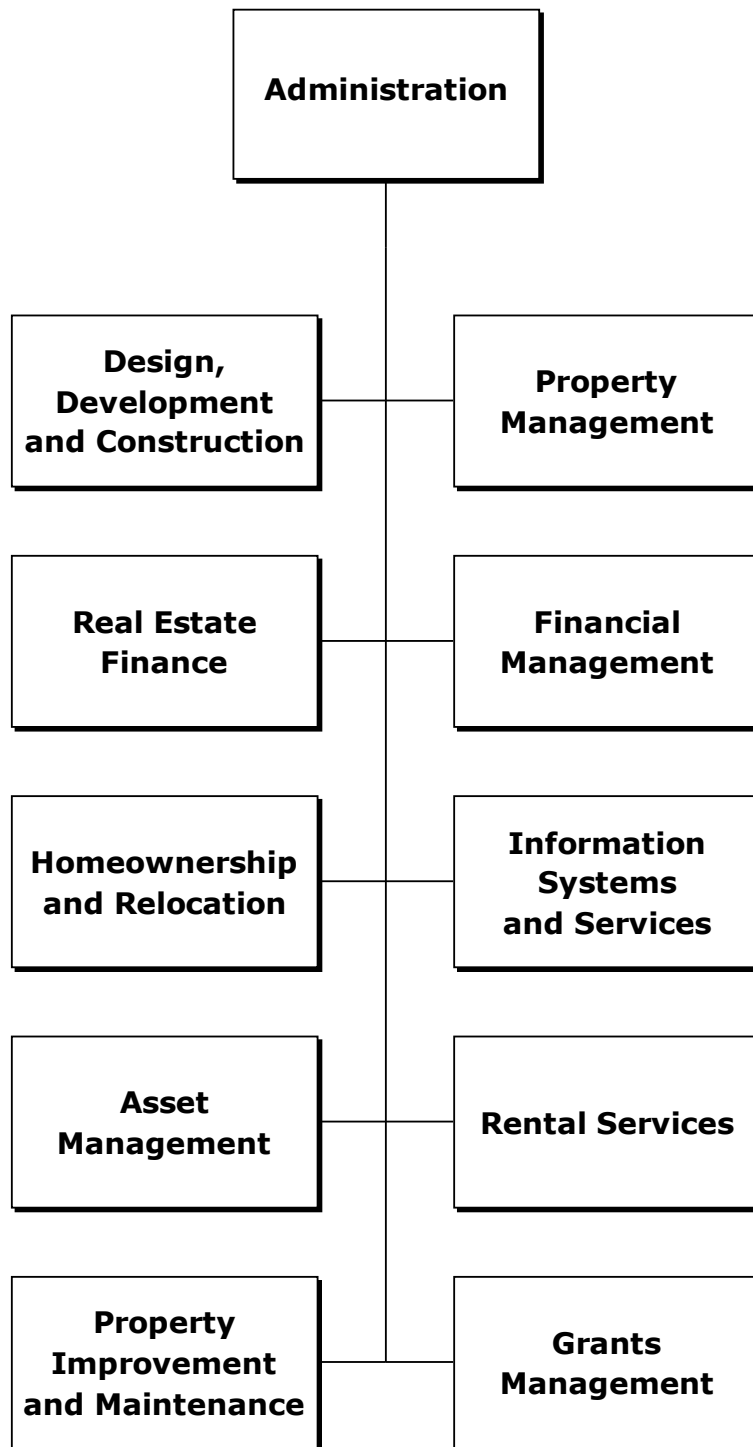 Administration
Design,
Development
and Construction
Property
Management
Real Estate
Finance
Financial
Management
Homeownership
and Relocation
Information
Systems
and Services
Asset
Management
Rental Services
Property
Improvement
and Maintenance
Grants
Management